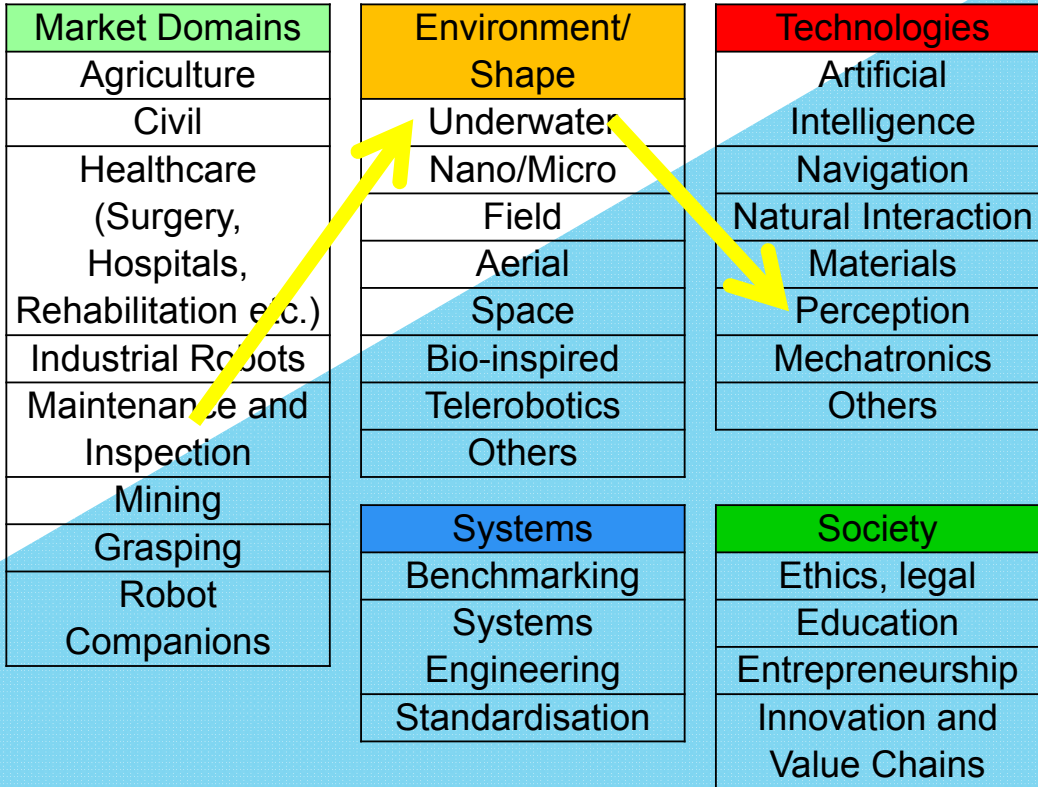 Market Domains
Agriculture
Civil
Healthcare
(Surgery,
Hospitals,
Rehabilitation etc.)
Industrial Robots
Maintenance and
Inspection
Mining
Grasping
Robot
Companions
Environment/
Shape
Underwater
Nano/Micro
Field
Aerial
Space
Bio-inspired
Telerobotics
Others
Technologies
Artificial
Intelligence
Navigation
Natural Interaction
Materials
Perception
Mechatronics
Others
Systems
Benchmarking
Systems
Engineering
Standardisation
Society
Ethics, legal
Education
Entrepreneurship
Innovation and
Value Chains